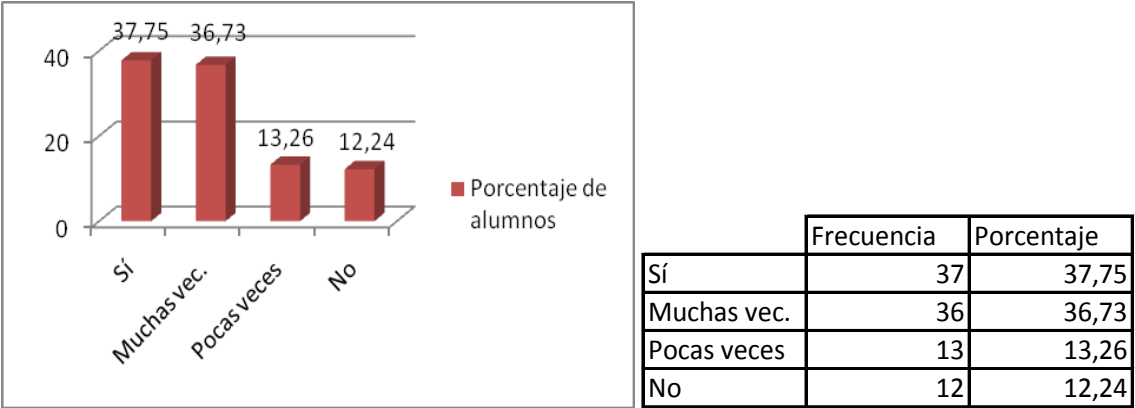 37,75 36,73
40
13,26 12,24
20
Porcentaje de
alumnos
0
Sí
Muchas vec.
Pocas veces
No
Frecuencia Porcentaje
Sí 37 37,75
Muchas vec. 36 36,73
Pocas veces 13 13,26
No 12 12,24